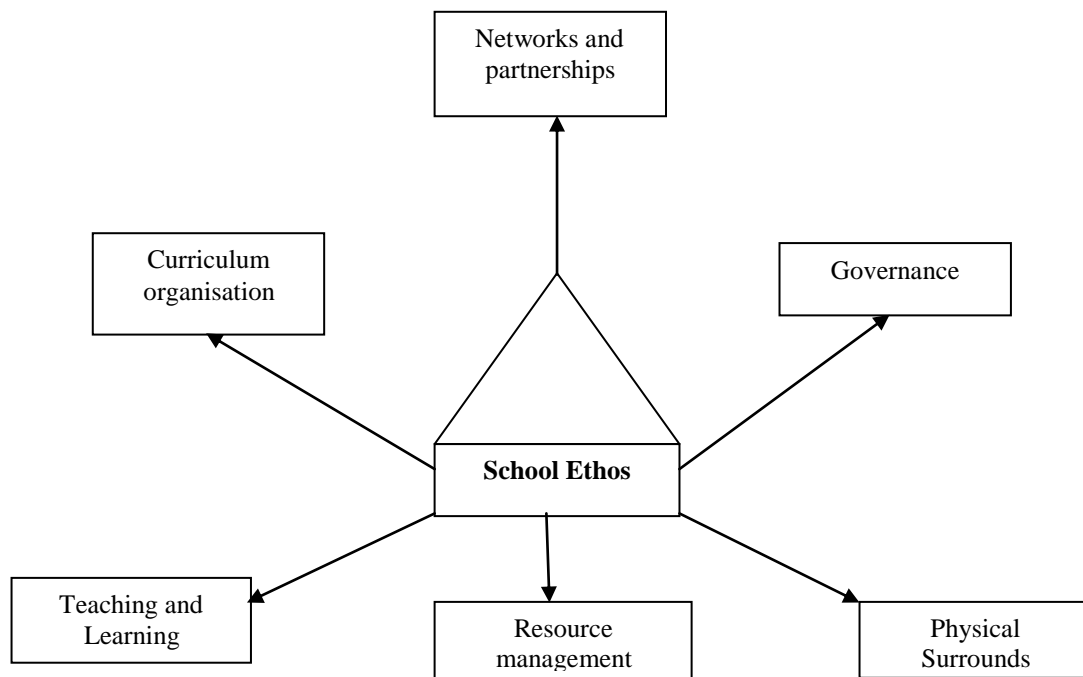 Networks and
partnerships
Curriculum
organisation
Governance
School Ethos
Teaching and
Learning
Resource
management
Physical
Surrounds